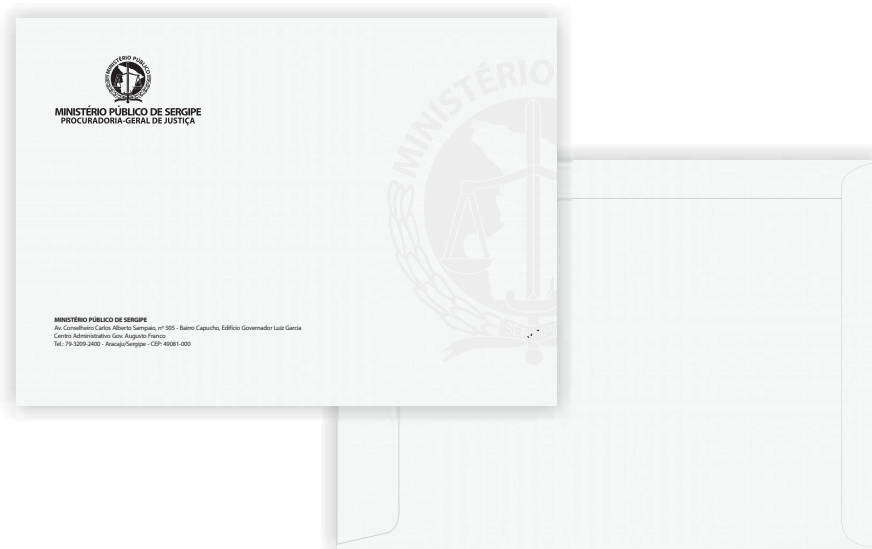 MINISTÉRIO PÚBLICO
MINISTÉRIO PÚBLICO DE SERGIPE
PROCURADORIA-GERAL DE JUSTIÇA
MINISTÉRIO
MINISTÉRIO PÚBLICO DE SERGIPE
Av. Conselheiro Carlos Alberto Sampaio, nº 505 - Bairro Capucho, Edifício Governador Luiz Garcia
Centro Administrativo Gov. Augusto Franco
Tel.: 79-3209-2400 - Aracaju/Sergipe - CEP: 49081-000